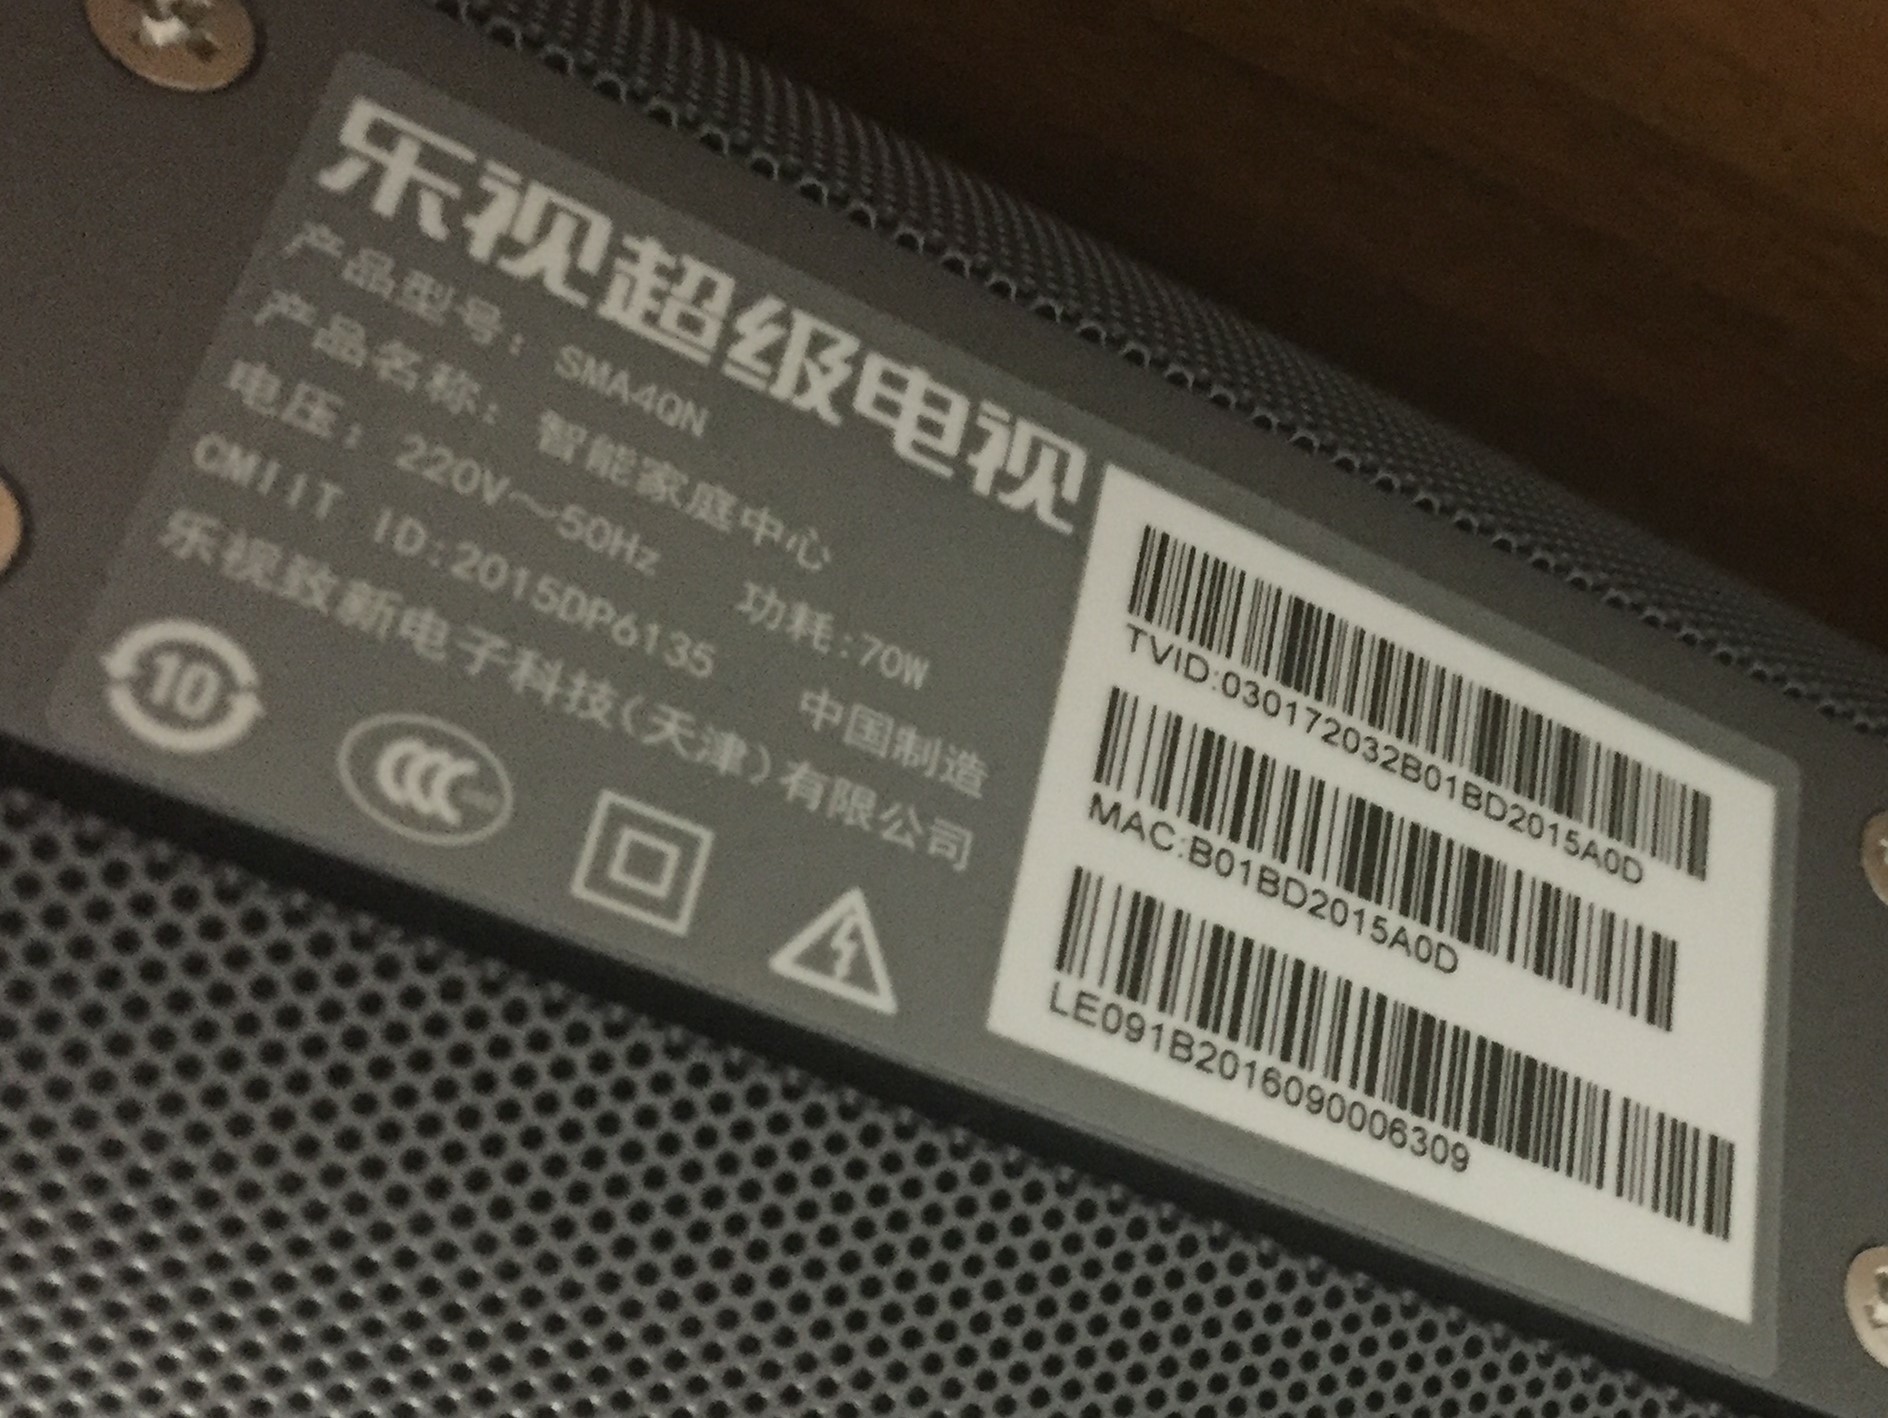 乐视超级电视
产品型号: SMA4QN
产品名称: 智能家庭中心
电压: 220V～50Hz 功耗:70W
CMIIT ID:2015DP6135 中国制造
乐视致新电子科技(天津)有限公司
10
TVID:030172032B01BD2015A0D
MAC:B01BD2015A0D
LE091B2016090006309